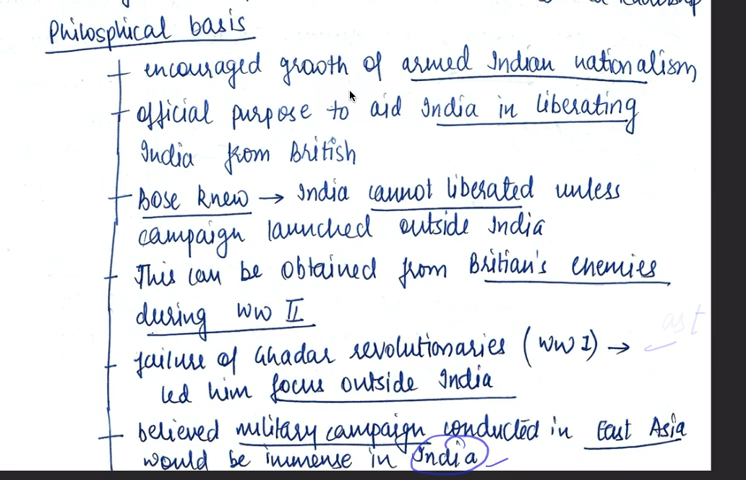 Philosphical basis
+ encouraged growth of armed Indian nationalism
+ official purpose to aid India in liberating
India from British
+ Bose knew → India cannot liberated unless
campaign launched outside India
- This can be obtained from Britian's enemies
during WW II
- failure of Ghadar revolutionaries (WW I) →
led him focus outside India
- believed military campaign conducted in East Asia
would be immense in India